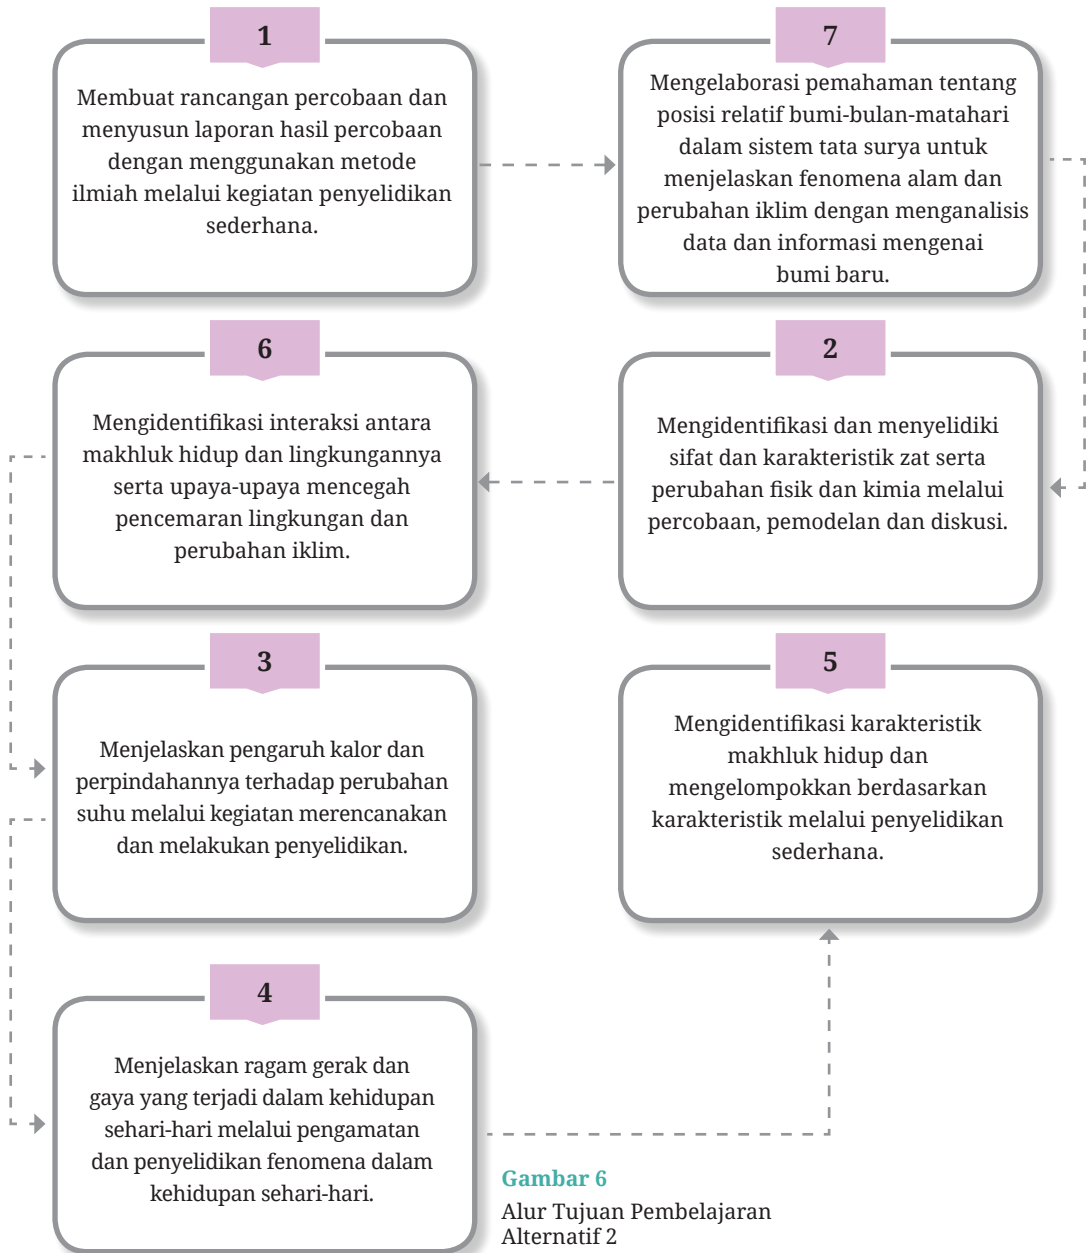 1
Membuat rancangan percobaan dan
menyusun laporan hasil percobaan
dengan menggunakan metode
ilmiah melalui kegiatan penyelidikan
sederhana.
7
Mengelaborasi pemahaman tentang
posisi relatif bumi-bulan-matahari
dalam sistem tata surya untuk
menjelaskan fenomena alam dan
perubahan iklim dengan menganalisis
data dan informasi mengenai
bumi baru.
6
Mengidentifikasi interaksi antara
makhluk hidup dan lingkungannya
serta upaya-upaya mencegah
pencemaran lingkungan dan
perubahan iklim.
2
Mengidentifikasi dan menyelidiki
sifat dan karakteristik zat serta
perubahan fisik dan kimia melalui
percobaan, pemodelan dan diskusi.
3
Menjelaskan pengaruh kalor dan
perpindahannya terhadap perubahan
suhu melalui kegiatan merencanakan
dan melakukan penyelidikan.
5
Mengidentifikasi karakteristik
makhluk hidup dan
mengelompokkan berdasarkan
karakteristik melalui penyelidikan
sederhana.
4
Menjelaskan ragam gerak dan
gaya yang terjadi dalam kehidupan
sehari-hari melalui pengamatan
dan penyelidikan fenomena dalam
kehidupan sehari-hari.
Gambar 6
Alur Tujuan Pembelajaran
Alternatif 2